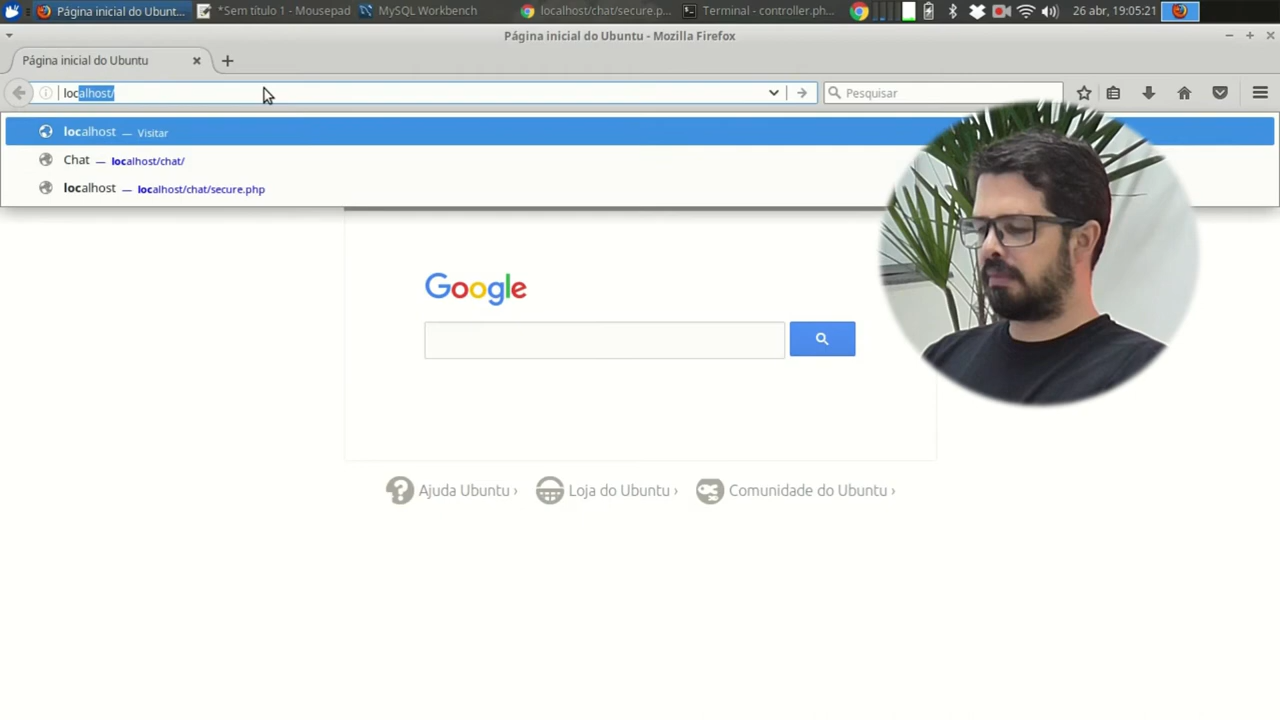 Página inicial do Ubunt... *Sem título 1 - Mousepad MySQL Workbench localhost/chat/secure.p... Terminal - controller.ph... 26 abr, 19:05:21
Página inicial do Ubuntu - Mozilla Firefox
Página inicial do Ubuntu
localhost/ Pesquisar
localhost — Visitar
Chat — localhost/chat/
localhost — localhost/chat/secure.php
Google
Ajuda Ubuntu › Loja do Ubuntu › Comunidade do Ubuntu ›